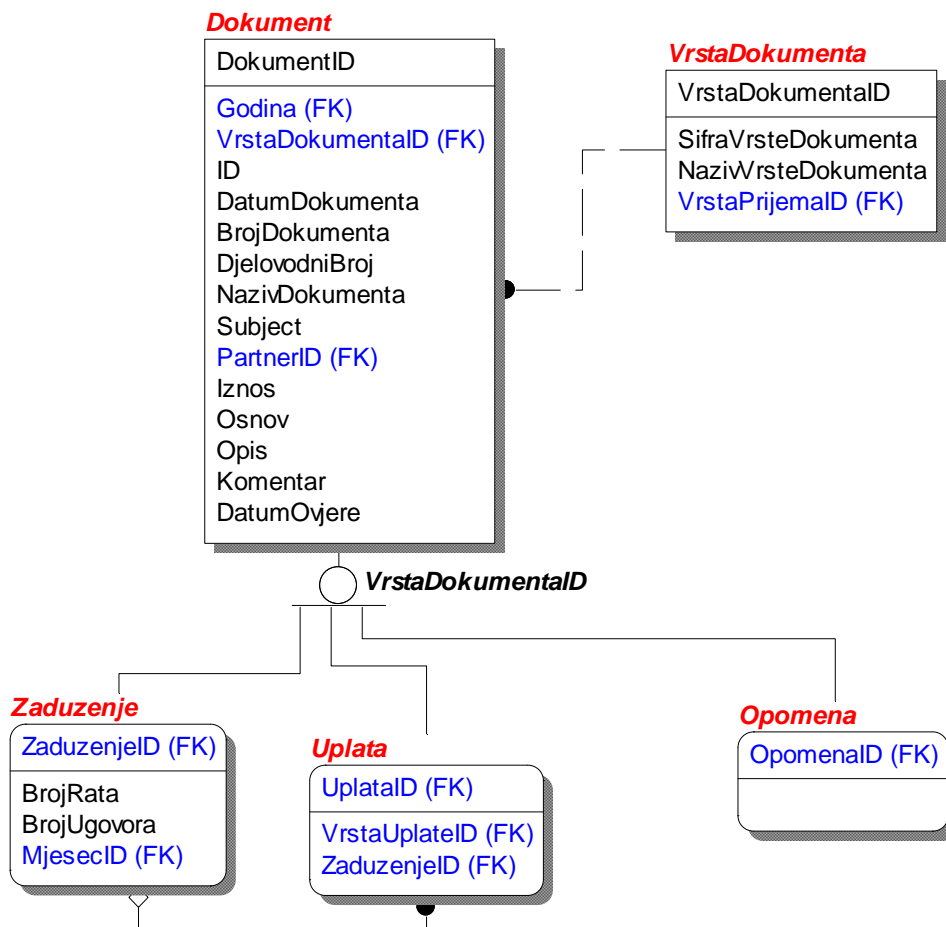 Dokument
DokumentID
Godina (FK)
VrstaDokumentaID (FK)
ID
DatumDokumenta
BrojDokumenta
DjelovodniBroj
NazivDokumenta
Subject
PartnerID (FK)
Iznos
Osnov
Opis
Komentar
DatumOvjere
VrstaDokumenta
VrstaDokumentaID
SifraVrsteDokumenta
NazivVrsteDokumenta
VrstaPrijemaID (FK)
VrstaDokumentaID
Zaduzenje
ZaduzenjeID (FK)
BrojRata
BrojUgovora
MjesecID (FK)
Uplata
UplataID (FK)
VrstaUplateID (FK)
ZaduzenjeID (FK)
Opomena
OpomenaID (FK)